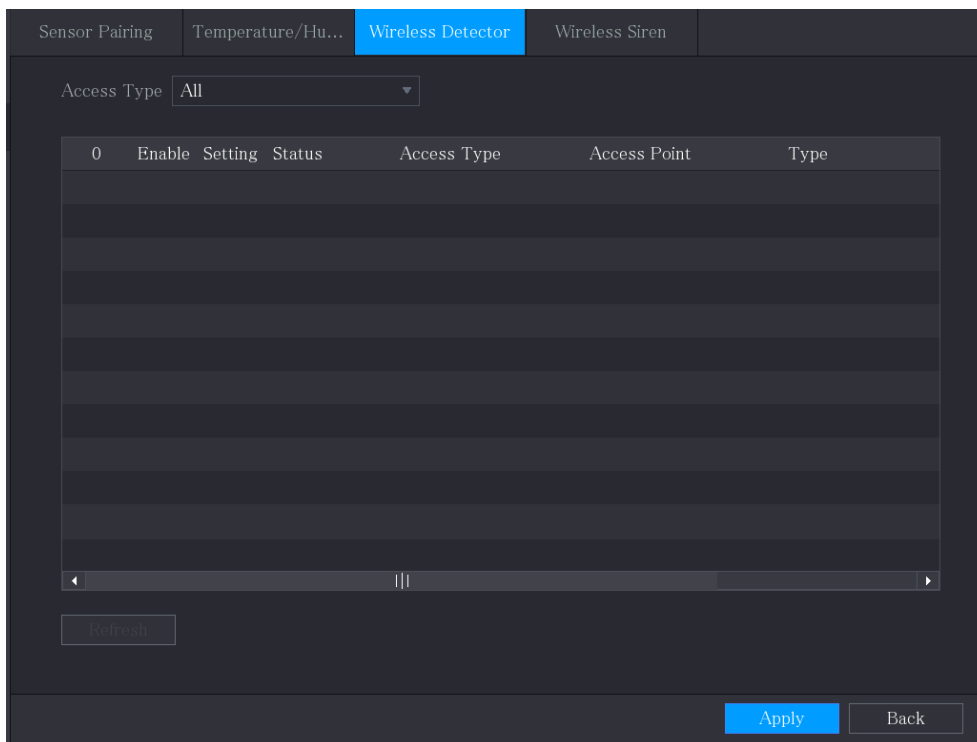 Sensor Pairing Temperature/Hu... Wireless Detector Wireless Siren
Access Type All
0 Enable Setting Status Access Type Access Point Type
Refresh
Apply Back